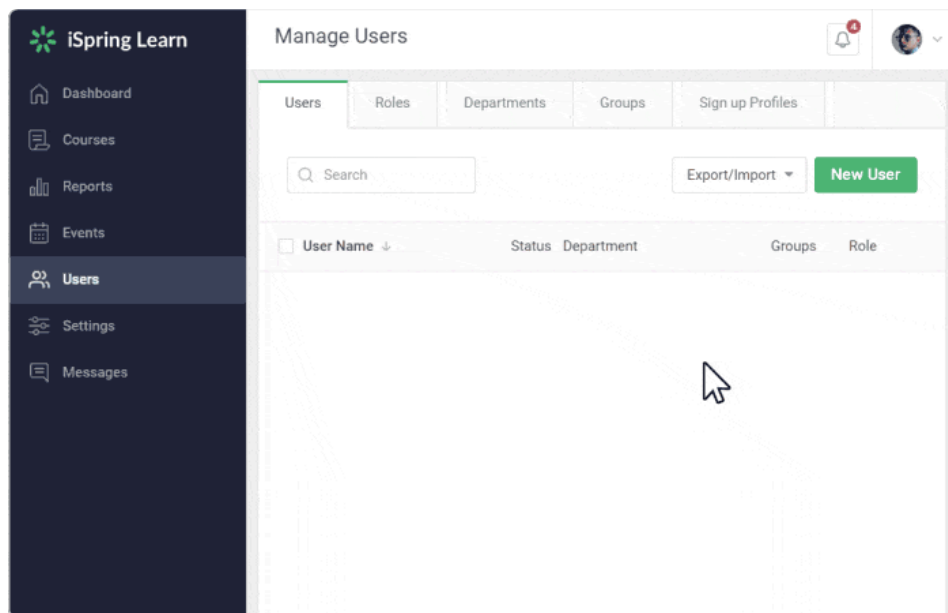 iSpring Learn
Manage Users
4
Dashboard
Courses
Reports
Events
Users
Settings
Messages
Users Roles Departments Groups Sign up Profiles
Search
Export/Import
New User
User Name Status Department Groups Role